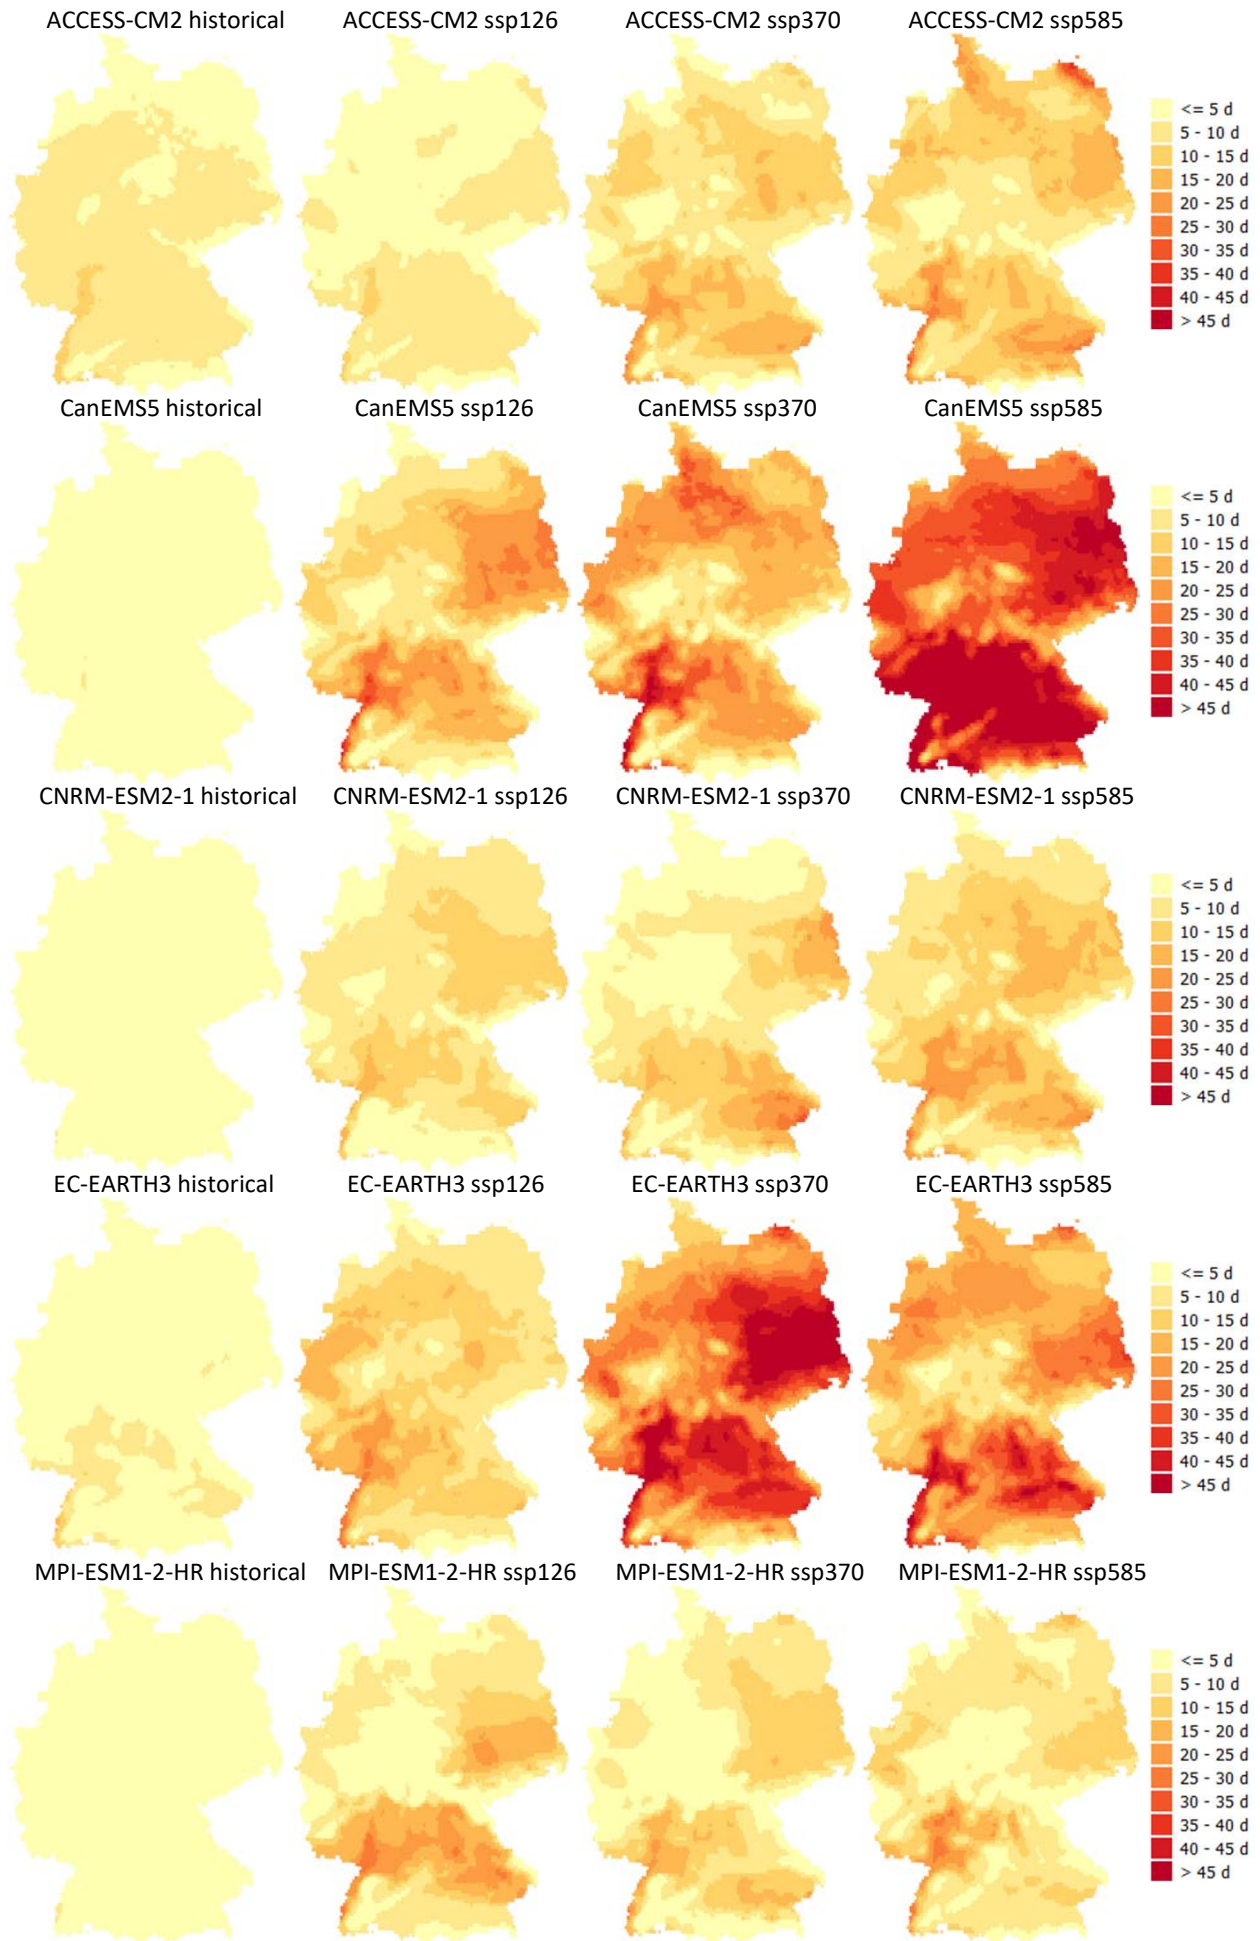 ACCESS-CM2 historical ACCESS-CM2 ssp126 ACCESS-CM2 ssp370 ACCESS-CM2 ssp585
<= 5 d
5 - 10 d
10 - 15 d
15 - 20 d
20 - 25 d
25 - 30 d
30 - 35 d
35 - 40 d
40 - 45 d
> 45 d
CanEMS5 historical CanEMS5 ssp126 CanEMS5 ssp370 CanEMS5 ssp585
<= 5 d
5 - 10 d
10 - 15 d
15 - 20 d
20 - 25 d
25 - 30 d
30 - 35 d
35 - 40 d
40 - 45 d
> 45 d
CNRM-ESM2-1 historical CNRM-ESM2-1 ssp126 CNRM-ESM2-1 ssp370 CNRM-ESM2-1 ssp585
<= 5 d
5 - 10 d
10 - 15 d
15 - 20 d
20 - 25 d
25 - 30 d
30 - 35 d
35 - 40 d
40 - 45 d
> 45 d
EC-EARTH3 historical EC-EARTH3 ssp126 EC-EARTH3 ssp370 EC-EARTH3 ssp585
<= 5 d
5 - 10 d
10 - 15 d
15 - 20 d
20 - 25 d
25 - 30 d
30 - 35 d
35 - 40 d
40 - 45 d
> 45 d
MPI-ESM1-2-HR historical MPI-ESM1-2-HR ssp126 MPI-ESM1-2-HR ssp370 MPI-ESM1-2-HR ssp585
<= 5 d
5 - 10 d
10 - 15 d
15 - 20 d
20 - 25 d
25 - 30 d
30 - 35 d
35 - 40 d
40 - 45 d
> 45 d